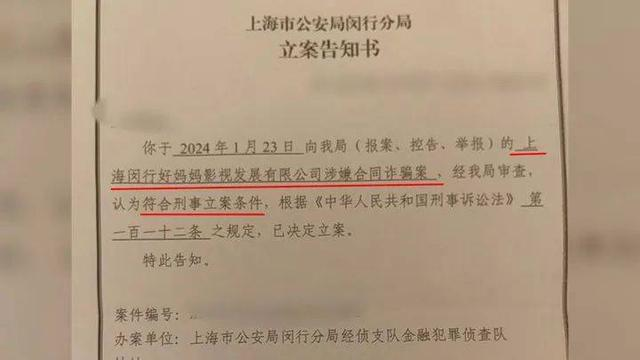 上海市公安局闵行分局
立案告知书
你于 2024年1月23日 向我局（报案、控告、举报）的 上
海闵行好妈妈影视发展有限公司涉嫌合同诈骗案 ，经我局审查，
认为符合刑事立案条件，根据《中华人民共和国刑事诉讼法》 第
一百一十二条 之规定，已决定立案。
特此告知。
案件编号：
办案单位：上海市公安局闵行分局经侦支队金融犯罪侦查队